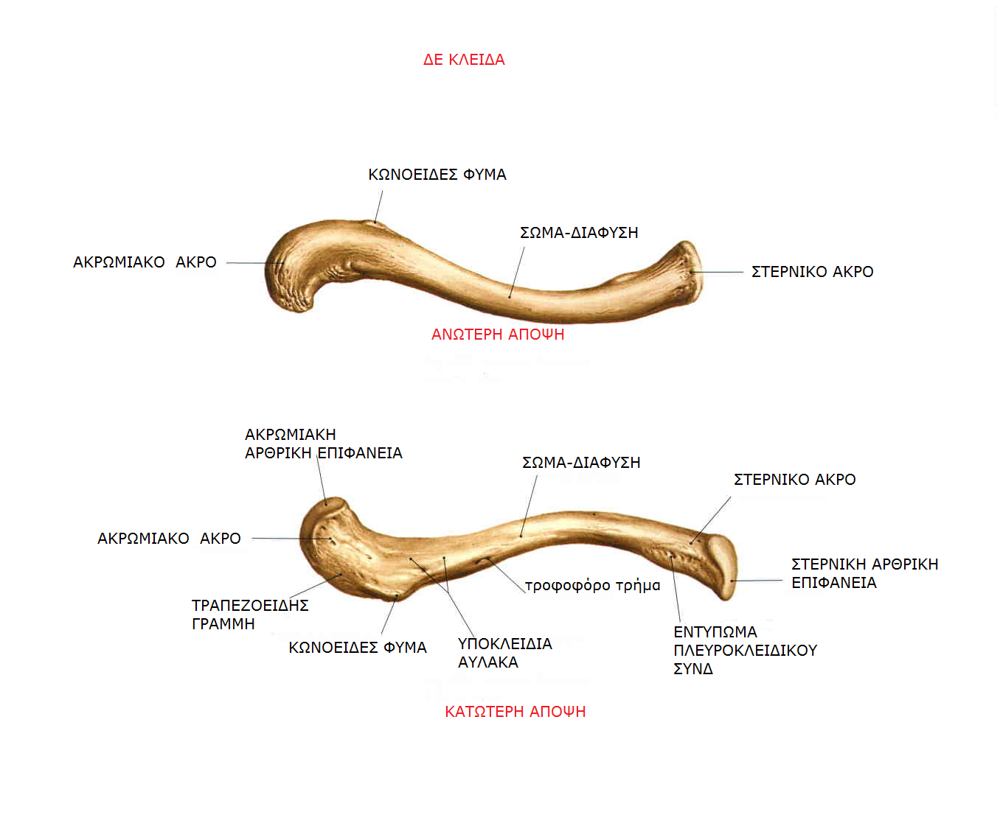 ΔΕ ΚΛΕΙΔΑ
ΚΩΝΟΕΙΔΕΣ ΦΥΜΑ
ΣΩΜΑ-ΔΙΑΦΥΣΗ
ΑΚΡΩΜΙΑΚΟ  ΑΚΡΟ
ΣΤΕΡΝΙΚΟ ΑΚΡΟ
ΑΝΩΤΕΡΗ ΑΠΟΨΗ
ΑΚΡΩΜΙΑΚΗ
ΑΡΘΡΙΚΗ ΕΠΙΦΑΝΕΙΑ
ΣΩΜΑ-ΔΙΑΦΥΣΗ
ΣΤΕΡΝΙΚΟ ΑΚΡΟ
ΑΚΡΩΜΙΑΚΟ  ΑΚΡΟ
ΣΤΕΡΝΙΚΗ ΑΡΘΡΙΚΗ
ΕΠΙΦΑΝΕΙΑ
τροφοφόρο τρήμα
ΤΡΑΠΕΖΟΕΙΔΗΣ
ΓΡΑΜΜΗ
ΚΩΝΟΕΙΔΕΣ ΦΥΜΑ
ΥΠΟΚΛΕΙΔΙΑ
ΑΥΛΑΚΑ
ΕΝΤΥΠΩΜΑ
ΠΛΕΥΡΟΚΛΕΙΔΙΚΟΥ
ΣΥΝΔ
ΚΑΤΩΤΕΡΗ ΑΠΟΨΗ